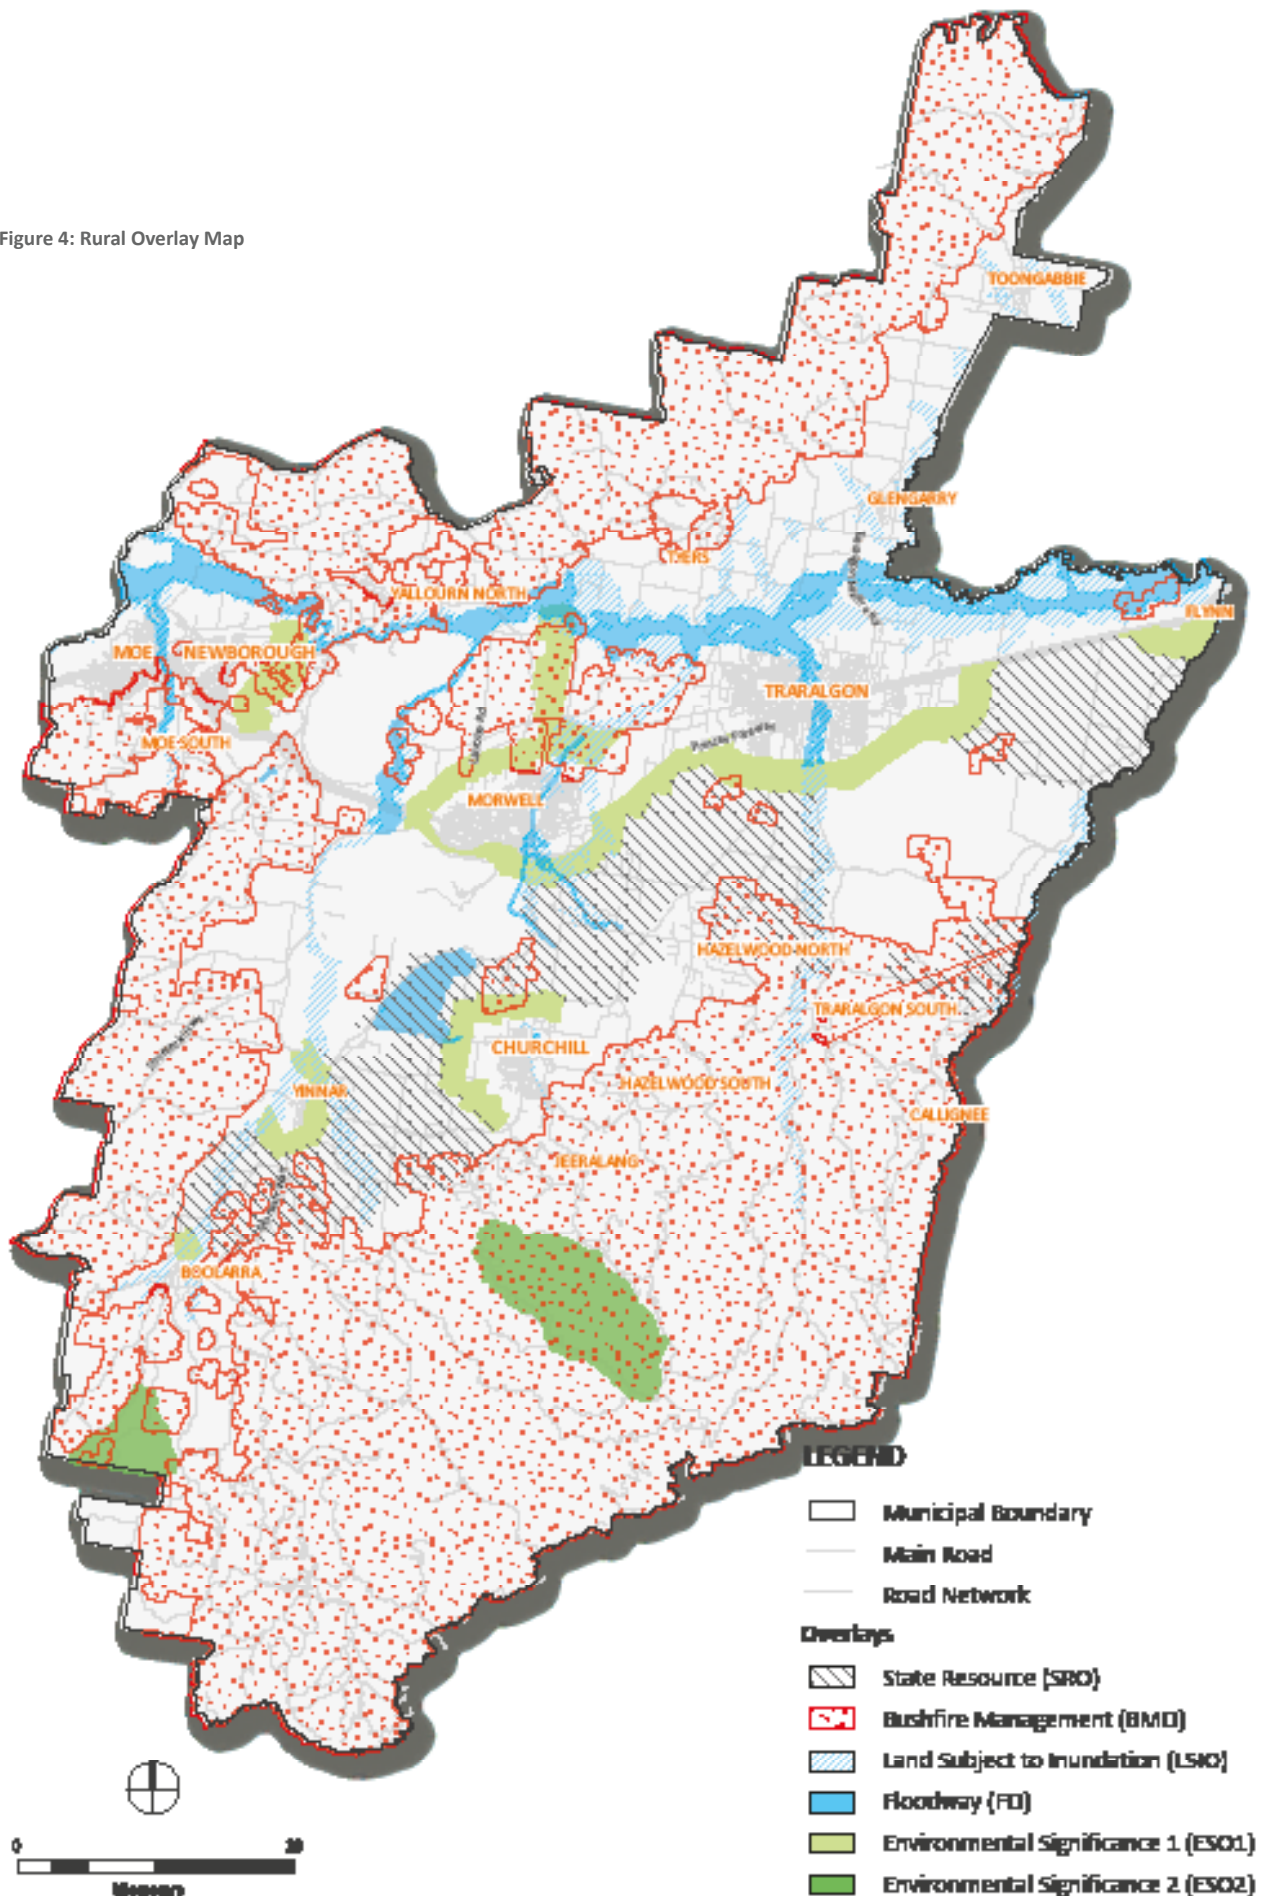 Figure 4: Rural Overlay Map
TOONGABBIE
GLENGARRY
TYERS
YALLOURN NORTH
FLYNN
MOE
NEWBOROUGH
TRARALGON
MOE SOUTH
Princes Freeway
MORWELL
HAZELWOOD NORTH
TRARALGON SOUTH
CHURCHILL
HAZELWOOD SOUTH
YINNAR
CALLIGNEE
JEERALANG
BOOLARRA
LEGEND
Municipal Boundary
Main Road
Road Network
Overlays
State Resource (SRO)
Bushfire Management (BMO)
Land Subject to Inundation (LSIO)
Floodway (FO)
Environmental Significance 1 (ESO1)
Environmental Significance 2 (ESO2)
0